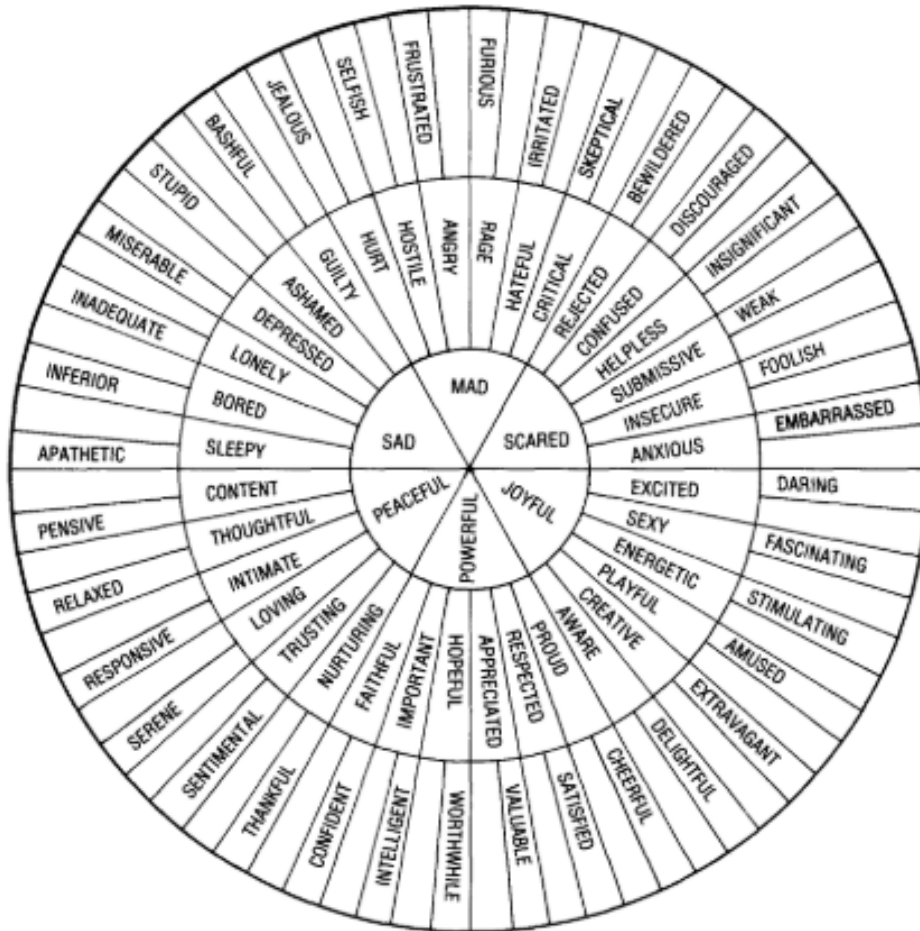 MAD
SCARED
JOYFUL
POWERFUL
PEACEFUL
SAD
HURT
HOSTILE
ANGRY
RAGE
HATEFUL
CRITICAL
REJECTED
CONFUSED
HELPLESS
SUBMISSIVE
INSECURE
ANXIOUS
EXCITED
SEXY
ENERGETIC
PLAYFUL
CREATIVE
AWARE
PROUD
RESPECTED
APPRECIATED
HOPEFUL
IMPORTANT
FAITHFUL
NURTURING
TRUSTING
LOVING
INTIMATE
THOUGHTFUL
CONTENT
SLEEPY
BORED
LONELY
DEPRESSED
ASHAMED
GUILTY
JEALOUS
SELFISH
FRUSTRATED
FURIOUS
IRRITATED
SKEPTICAL
BEWILDERED
DISCOURAGED
INSIGNIFICANT
WEAK
FOOLISH
EMBARRASSED
DARING
FASCINATING
STIMULATING
AMUSED
EXTRAVAGANT
DELIGHTFUL
CHEERFUL
SATISFIED
VALUABLE
WORTHWHILE
INTELLIGENT
CONFIDENT
THANKFUL
SENTIMENTAL
SERENE
RESPONSIVE
RELAXED
PENSIVE
APATHETIC
INFERIOR
INADEQUATE
MISERABLE
STUPID
BASHFUL